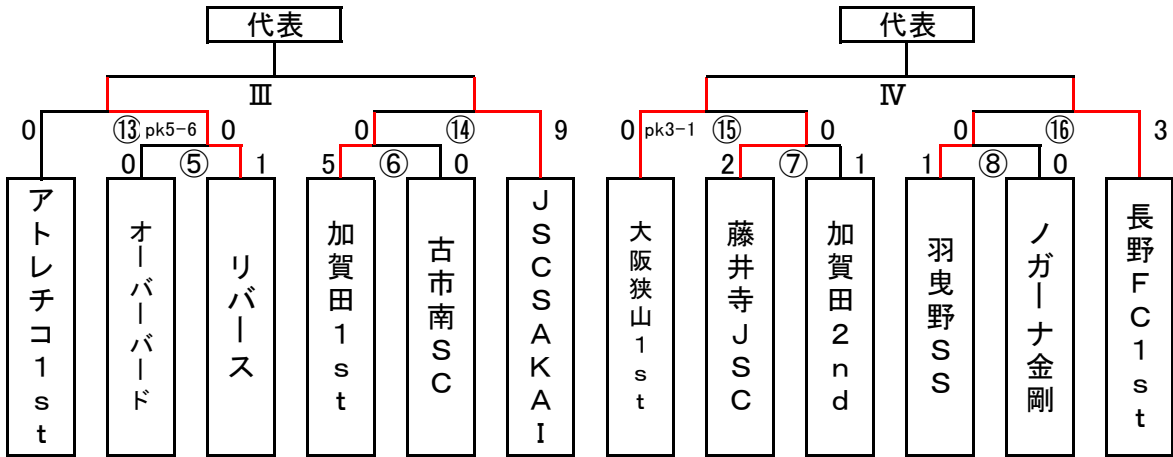 代表 代表
Ⅲ Ⅳ
0 ⑬ pk5-6 0 0 ⑭ 9 0 pk3-1 ⑮ 0 0 ⑯ 3
0 ⑤ 1 5 ⑥ 0 2 ⑦ 1 1 ⑧ 0
アトレチコ1st
オーバーバード
リバース
加賀田1st
古市南SC
JSCSAKAI
大阪狭山1st
藤井寺JSC
加賀田2nd
羽曳野SS
ノガーナ金剛
長野FC1st